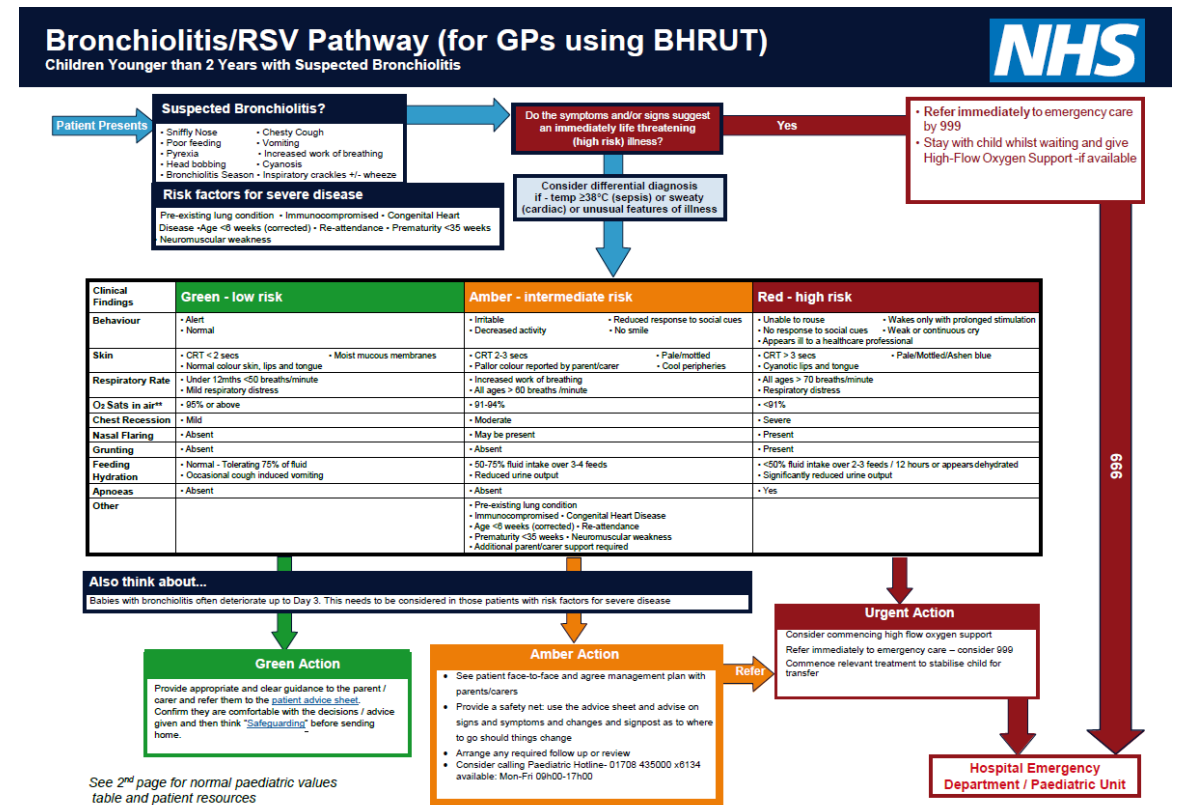 Bronchiolitis/RSV Pathway (for GPs using BHRUT)
Children Younger than 2 Years with Suspected Bronchiolitis
NHS
Patient Presents
Suspected Bronchiolitis?
• Sniffly Nose • Chesty Cough
• Poor feeding • Vomiting
• Pyrexia • Increased work of breathing
• Head bobbing • Cyanosis
• Bronchiolitis Season • Inspiratory crackles +/- wheeze
Risk factors for severe disease
Pre-existing lung condition • Immunocompromised • Congenital Heart
Disease •Age <6 weeks (corrected) • Re-attendance • Prematurity <35 weeks
• Neuromuscular weakness
Do the symptoms and/or signs suggest
an immediately life threatening
(high risk) illness?
Yes
• Refer immediately to emergency care
by 999
• Stay with child whilst waiting and give
High-Flow Oxygen Support -if available
Consider differential diagnosis
if - temp ≥38°C (sepsis) or sweaty
(cardiac) or unusual features of illness
Clinical
Findings
Green - low risk
Amber - intermediate risk
Red - high risk
Behaviour
• Alert
• Normal
• Irritable • Reduced response to social cues
• Decreased activity • No smile
• Unable to rouse • Wakes only with prolonged stimulation
• No response to social cues • Weak or continuous cry
• Appears ill to a healthcare professional
Skin
• CRT < 2 secs • Moist mucous membranes
• Normal colour skin, lips and tongue
• CRT 2-3 secs • Pale/mottled
• Pallor colour reported by parent/carer • Cool peripheries
• CRT > 3 secs • Pale/Mottled/Ashen blue
• Cyanotic lips and tongue
Respiratory Rate
• Under 12mths <50 breaths/minute
• Mild respiratory distress
• Increased work of breathing
• All ages > 60 breaths /minute
• All ages > 70 breaths/minute
• Respiratory distress
O₂ Sats in air**
• 95% or above
• 91-94%
• <91%
Chest Recession
• Mild
• Moderate
• Severe
Nasal Flaring
• Absent
• May be present
• Present
Grunting
• Absent
• Absent
• Present
Feeding
Hydration
• Normal - Tolerating 75% of fluid
• Occasional cough induced vomiting
• 50-75% fluid intake over 3-4 feeds
• Reduced urine output
• <50% fluid intake over 2-3 feeds / 12 hours or appears dehydrated
• Significantly reduced urine output
Apnoeas
• Absent
• Absent
• Yes
Other
• Pre-existing lung condition
• Immunocompromised • Congenital Heart Disease
• Age <6 weeks (corrected) • Re-attendance
• Prematurity <35 weeks • Neuromuscular weakness
• Additional parent/carer support required
999
Also think about...
Babies with bronchiolitis often deteriorate up to Day 3. This needs to be considered in those patients with risk factors for severe disease
Green Action
Provide appropriate and clear guidance to the parent /
carer and refer them to the patient advice sheet.
Confirm they are comfortable with the decisions / advice
given and then think "Safeguarding" before sending
home.
Amber Action
• See patient face-to-face and agree management plan with
parents/carers
• Provide a safety net: use the advice sheet and advise on
signs and symptoms and changes and signpost as to where
to go should things change
• Arrange any required follow up or review
• Consider calling Paediatric Hotline- 01708 435000 x6134
available: Mon-Fri 09h00-17h00
Refer
Urgent Action
Consider commencing high flow oxygen support
Refer immediately to emergency care – consider 999
Commence relevant treatment to stabilise child for
transfer
Hospital Emergency
Department / Paediatric Unit
See 2nd page for normal paediatric values
table and patient resources